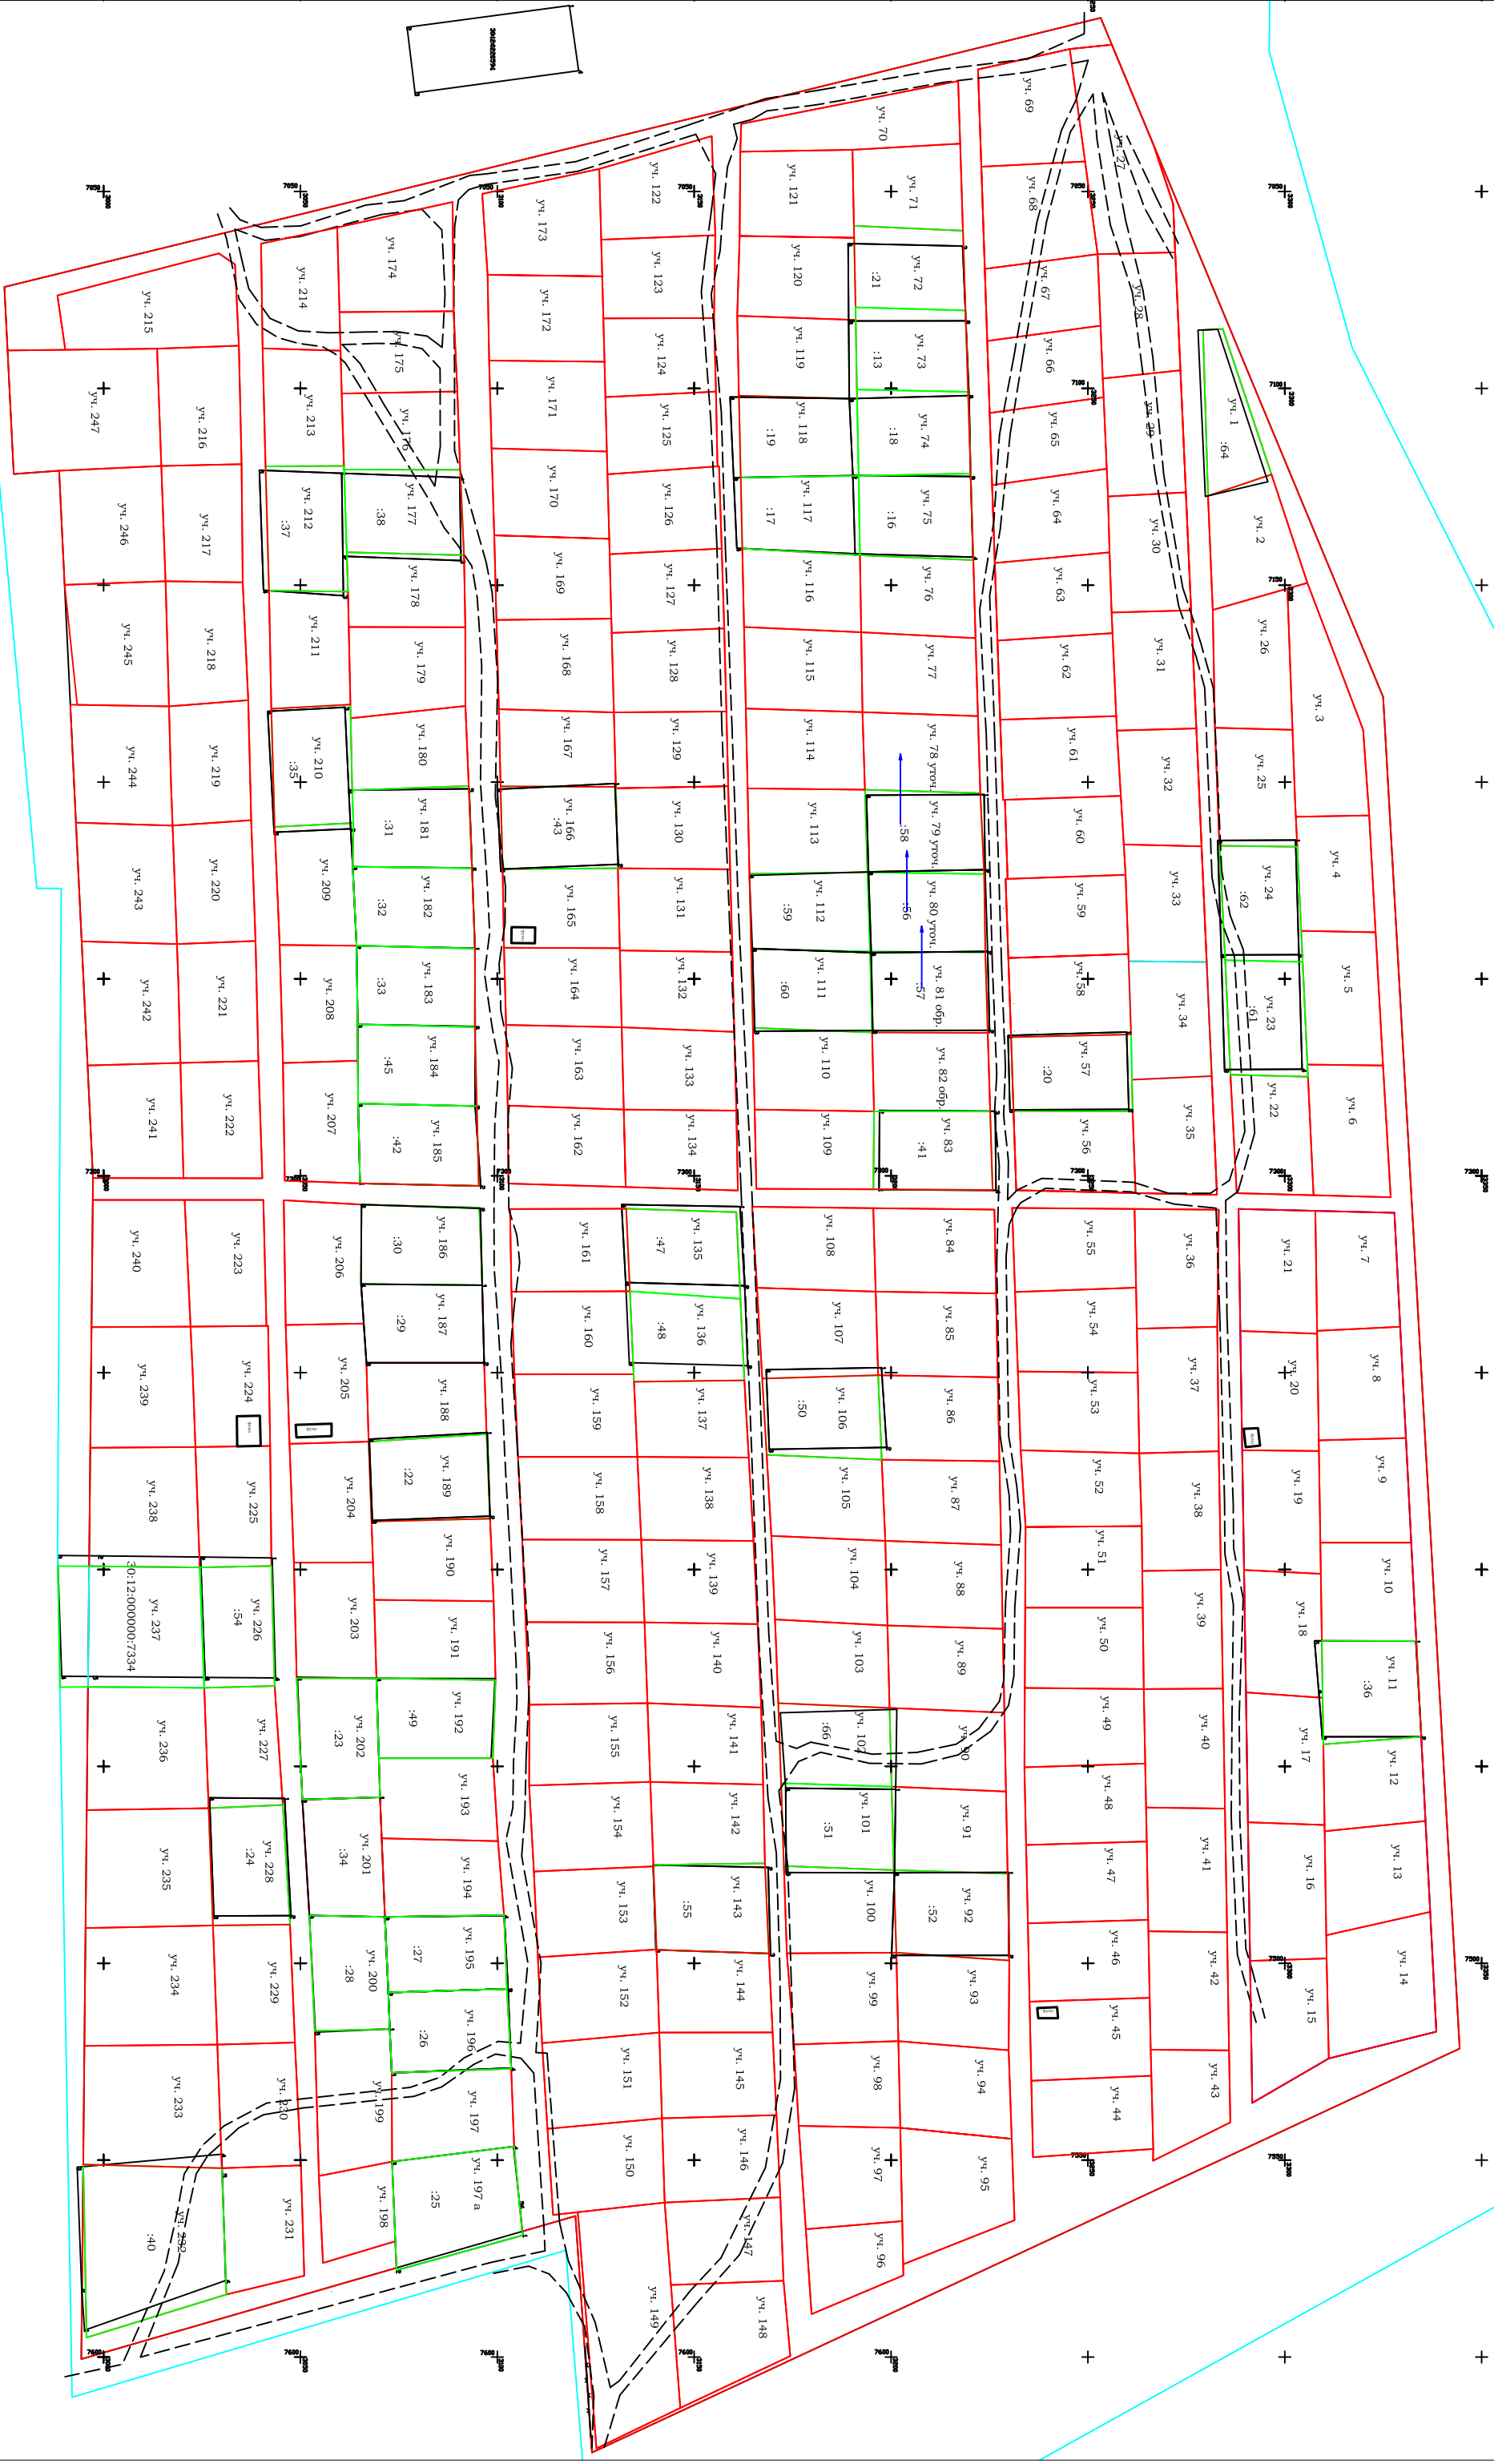 уч. 1
:64
уч. 2
уч. 3
уч. 4
уч. 5
уч. 6
уч. 7
уч. 8
уч. 9
уч. 10
уч. 11
:36
уч. 12
уч. 13
уч. 14
уч. 15
уч. 16
уч. 17
уч. 18
уч. 19
уч. 20
уч. 21
уч. 22
уч. 23
:61
уч. 24
:62
уч. 25
уч. 26
уч. 27
уч. 28
уч. 29
уч. 30
уч. 31
уч. 32
уч. 33
уч. 34
уч. 35
уч. 36
уч. 37
уч. 38
уч. 39
уч. 40
уч. 41
уч. 42
уч. 43
уч. 44
уч. 45
уч. 46
уч. 47
уч. 48
уч. 49
уч. 50
уч. 51
уч. 52
уч. 53
уч. 54
уч. 55
уч. 56
уч. 57
:20
уч. 58
уч. 59
уч. 60
уч. 61
уч. 62
уч. 63
уч. 64
уч. 65
уч. 66
уч. 67
уч. 68
уч. 69
уч. 70
уч. 71
уч. 72
:21
уч. 73
:13
уч. 74
:18
уч. 75
:16
уч. 76
уч. 77
уч. 78 уточ.
:58
уч. 79 уточ.
:56
уч. 80 уточ.
:57
уч. 81 обр.
уч. 82 обр.
уч. 83
:41
уч. 84
уч. 85
уч. 86
уч. 87
уч. 88
уч. 89
уч. 90
уч. 91
уч. 92
:52
уч. 93
уч. 94
уч. 95
уч. 96
уч. 97
уч. 98
уч. 99
уч. 100
уч. 101
:51
уч. 102
:66
уч. 103
уч. 104
уч. 105
уч. 106
:50
уч. 107
уч. 108
уч. 109
уч. 110
уч. 111
:60
уч. 112
:59
уч. 113
уч. 114
уч. 115
уч. 116
уч. 117
:17
уч. 118
:19
уч. 119
уч. 120
уч. 121
уч. 122
уч. 123
уч. 124
уч. 125
уч. 126
уч. 127
уч. 128
уч. 129
уч. 130
уч. 131
уч. 132
уч. 133
уч. 134
уч. 135
:47
уч. 136
:48
уч. 137
уч. 138
уч. 139
уч. 140
уч. 141
уч. 142
уч. 143
:55
уч. 144
уч. 145
уч. 146
уч. 147
уч. 148
уч. 149
уч. 150
уч. 151
уч. 152
уч. 153
уч. 154
уч. 155
уч. 156
уч. 157
уч. 158
уч. 159
уч. 160
уч. 161
уч. 162
уч. 163
уч. 164
уч. 165
уч. 166
:43
уч. 167
уч. 168
уч. 169
уч. 170
уч. 171
уч. 172
уч. 173
уч. 174
уч. 175
уч. 176
уч. 177
:38
уч. 178
уч. 179
уч. 180
уч. 181
:31
уч. 182
:32
уч. 183
:33
уч. 184
:45
уч. 185
:42
уч. 186
:30
уч. 187
:29
уч. 188
уч. 189
:22
уч. 190
уч. 191
уч. 192
:49
уч. 193
уч. 194
уч. 195
:27
уч. 196
:26
уч. 197
уч. 197 а
:25
уч. 198
уч. 199
уч. 200
:28
уч. 201
:34
уч. 202
:23
уч. 203
уч. 204
уч. 205
уч. 206
уч. 207
уч. 208
уч. 209
уч. 210
:35
уч. 211
уч. 212
:37
уч. 213
уч. 214
уч. 215
уч. 216
уч. 217
уч. 218
уч. 219
уч. 220
уч. 221
уч. 222
уч. 223
уч. 224
уч. 225
уч. 226
:54
уч. 227
уч. 228
:24
уч. 229
уч. 230
уч. 231
уч. 232
:40
уч. 233
уч. 234
уч. 235
уч. 236
уч. 237
30:12:000000:7334
уч. 238
уч. 239
уч. 240
уч. 241
уч. 242
уч. 243
уч. 244
уч. 245
уч. 246
уч. 247